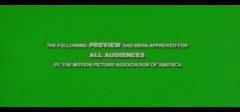 THE FOLLOWING PREVIEW HAS BEEN APPROVED FOR
ALL AUDIENCES
BY THE MOTION PICTURE ASSOCIATION OF AMERICA